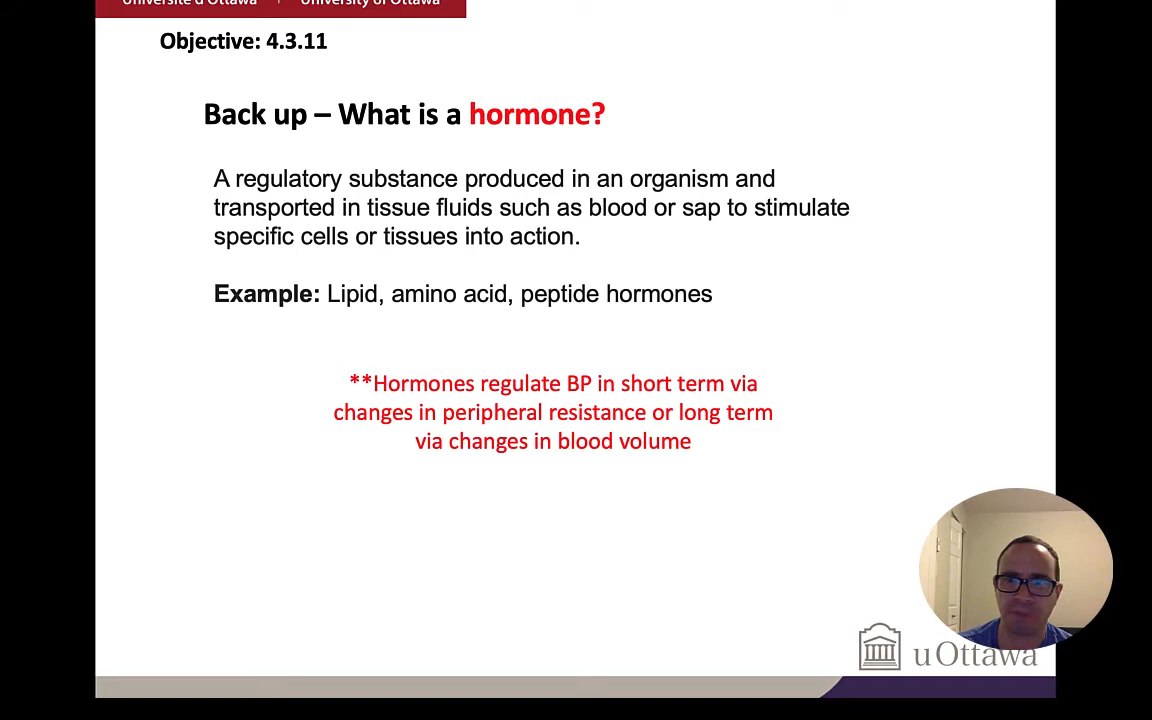 Université d'Ottawa | University of Ottawa
Objective: 4.3.11
Back up – What is a hormone?
A regulatory substance produced in an organism and
transported in tissue fluids such as blood or sap to stimulate
specific cells or tissues into action.
Example: Lipid, amino acid, peptide hormones
**Hormones regulate BP in short term via
changes in peripheral resistance or long term
via changes in blood volume
uOttawa